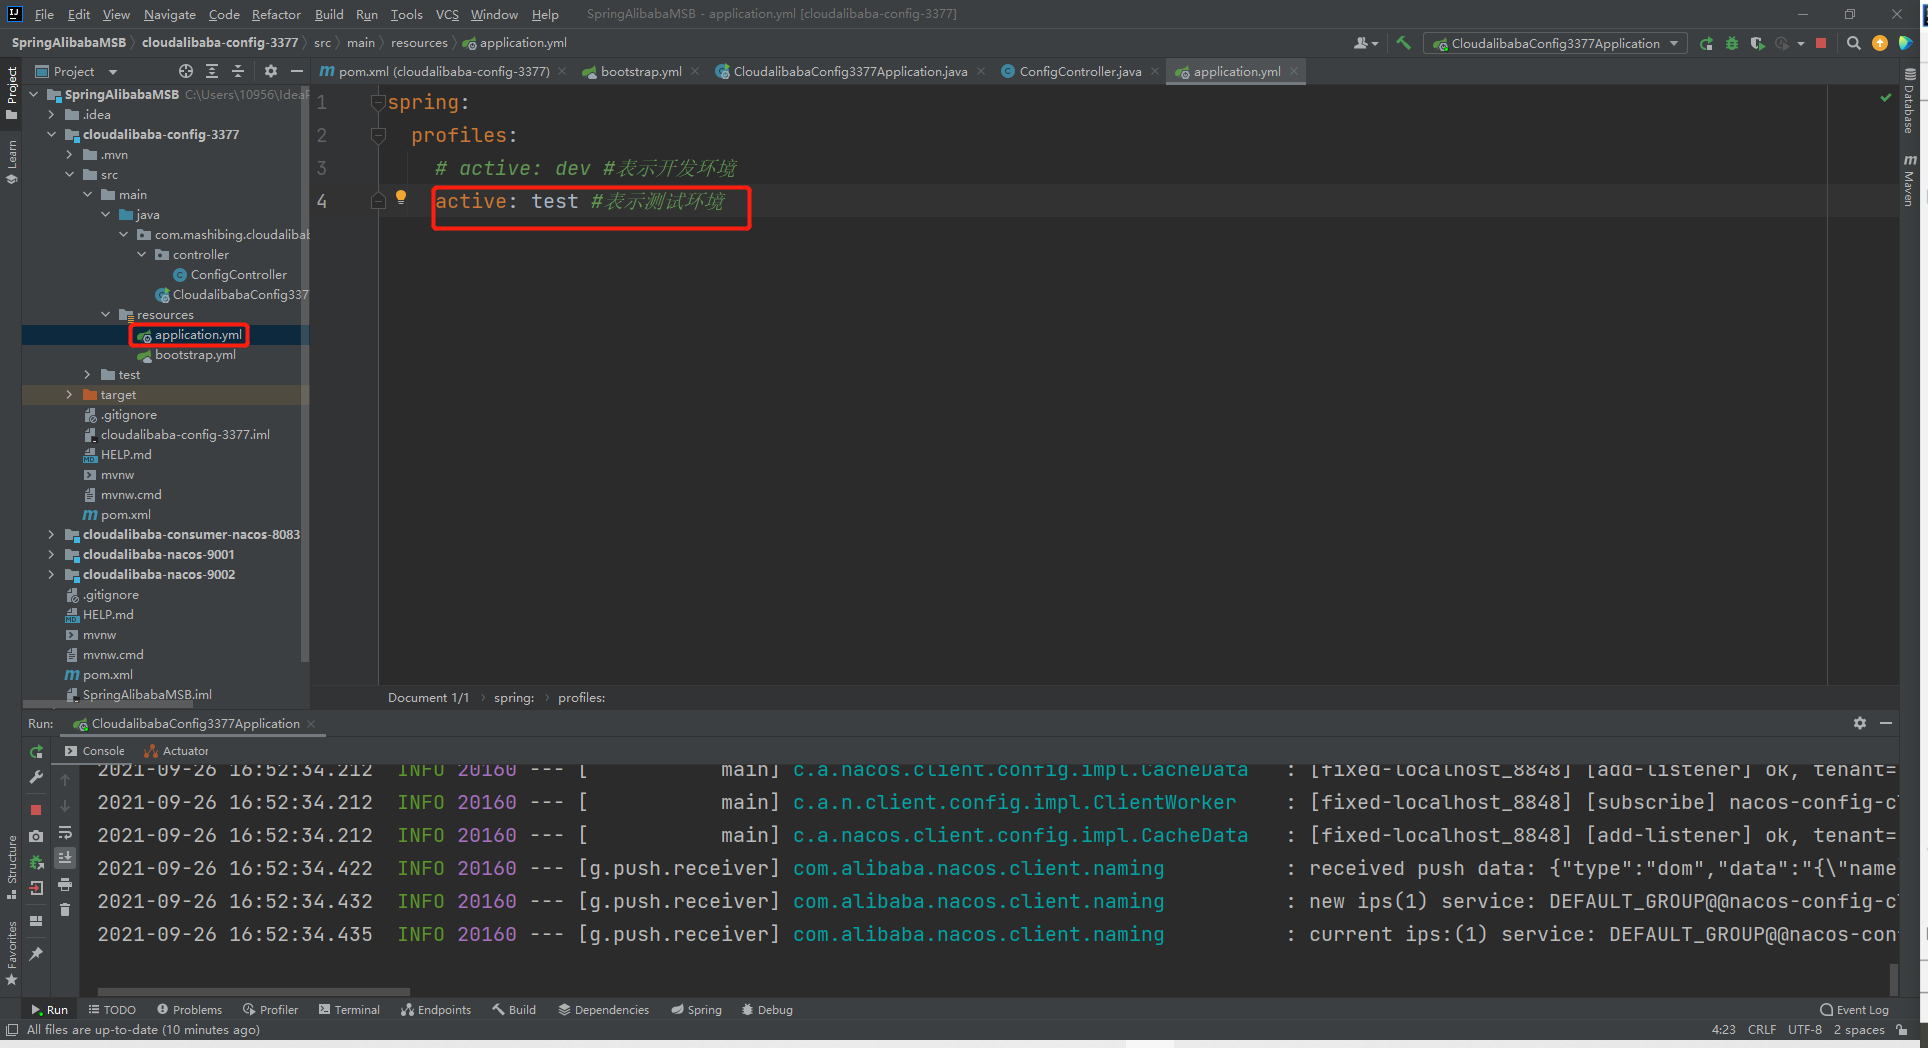 File Edit View Navigate Code Refactor Build Run Tools VCS Window Help SpringAlibabaMSB - application.yml [cloudalibaba-config-3377]
SpringAlibabaMSB cloudalibaba-config-3377 src main resources application.yml
CloudalibabaConfig3377Application
Project
pom.xml (cloudalibaba-config-3377) bootstrap.yml CloudalibabaConfig3377Application.java ConfigController.java application.yml
Project
Learn
Structure
Favorites
Database
Maven
SpringAlibabaMSB C:\Users\10956\Idea
.idea
cloudalibaba-config-3377
.mvn
src
main
java
com.mashibing.cloudalibab
controller
ConfigController
CloudalibabaConfig337
resources
application.yml
bootstrap.yml
test
target
.gitignore
cloudalibaba-config-3377.iml
HELP.md
mvnw
mvnw.cmd
pom.xml
cloudalibaba-consumer-nacos-8083
cloudalibaba-nacos-9001
cloudalibaba-nacos-9002
.gitignore
HELP.md
mvnw
mvnw.cmd
pom.xml
SpringAlibabaMSB.iml
1 spring:
2 profiles:
3 # active: dev #表示开发环境
4 active: test #表示测试环境
Document 1/1 spring: profiles:
Run: CloudalibabaConfig3377Application
Console Actuator
2021-09-26 16:52:34.212 INFO 20160 --- [ main] c.a.nacos.client.config.impl.CacheData : [fixed-localhost_8848] [add-listener] ok, tenant=
2021-09-26 16:52:34.212 INFO 20160 --- [ main] c.a.n.client.config.impl.ClientWorker : [fixed-localhost_8848] [subscribe] nacos-config-c
2021-09-26 16:52:34.212 INFO 20160 --- [ main] c.a.nacos.client.config.impl.CacheData : [fixed-localhost_8848] [add-listener] ok, tenant=
2021-09-26 16:52:34.422 INFO 20160 --- [g.push.receiver] com.alibaba.nacos.client.naming : received push data: {"type":"dom","data":"{\"name
2021-09-26 16:52:34.432 INFO 20160 --- [g.push.receiver] com.alibaba.nacos.client.naming : new ips(1) service: DEFAULT_GROUP@@nacos-config-c
2021-09-26 16:52:34.435 INFO 20160 --- [g.push.receiver] com.alibaba.nacos.client.naming : current ips:(1) service: DEFAULT_GROUP@@nacos-con
Run TODO Problems Profiler Terminal Endpoints Build Dependencies Spring Debug Event Log
All files are up-to-date (10 minutes ago) 4:23 CRLF UTF-8 2 spaces